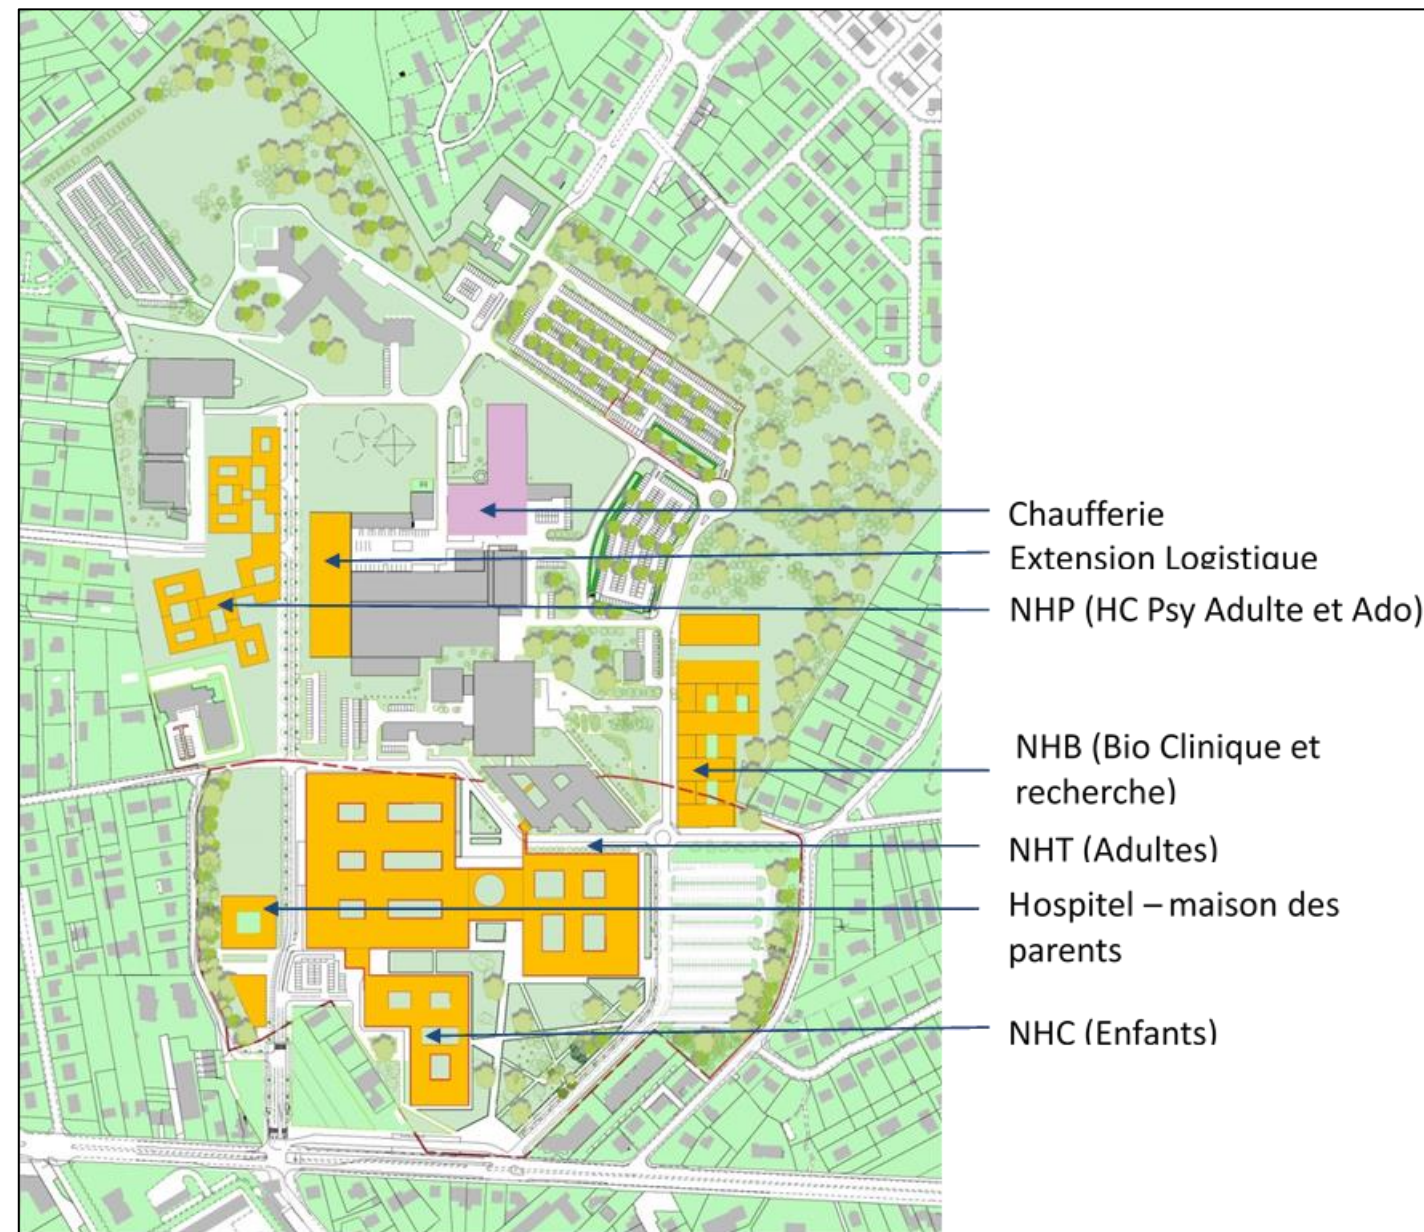 Chaufferie
Extension Logistique
NHP (HC Psy Adulte et Ado)
NHB (Bio Clinique et
recherche)
NHT (Adultes)
Hospitel – maison des
parents
NHC (Enfants)
H